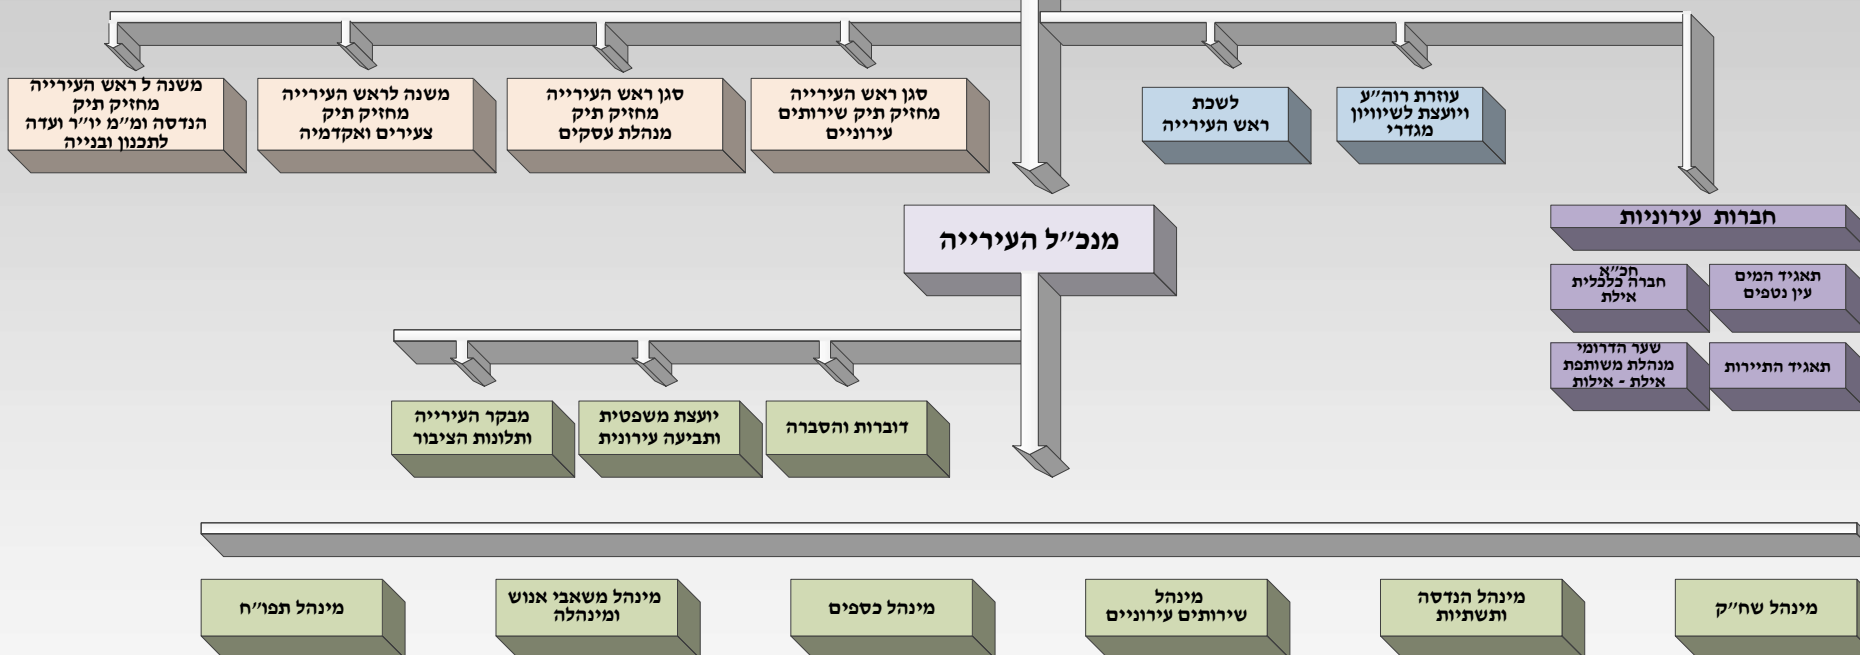 עוזרת רוה״ע
ויועצת לשיוויון
מגדרי
לשכת
ראש העירייה
סגן ראש העירייה
מחזיק תיק שירותים
עירוניים
סגן ראש העירייה
מחזיק תיק
מנהלת עסקים
משנה לראש העירייה
מחזיק תיק
צעירים ואקדמיה
משנה ל ראש העירייה
מחזיק תיק
הנדסה ומ״מ יו״ר ועדה
לתכנון ובנייה
חברות עירוניות
תאגיד המים
עין נטפים
חכ״א
חברה כלכלית
אילת
תאגיד התיירות
שער הדרומי
מנהלת משותפת
אילת - אילות
מנכ״ל העירייה
דוברות והסברה
יועצת משפטית
ותביעה עירונית
מבקר העירייה
ותלונות הציבור
מינהל שח״ק
מינהל הנדסה
ותשתיות
מינהל
שירותים עירוניים
מינהל כספים
מינהל משאבי אנוש
ומינהלה
מינהל תפו״ח